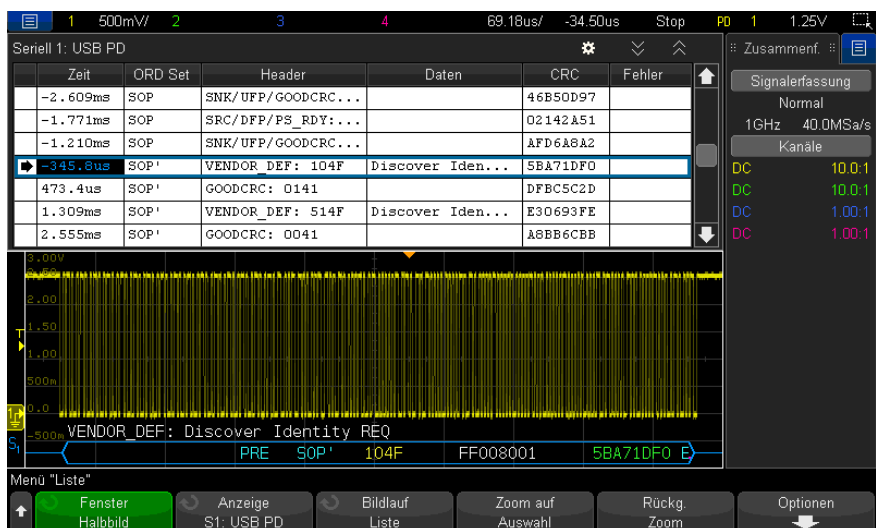 1 500mV/ 2 3 4 69.18us/ -34.50us Stop PD 1 1.25V
Seriell 1: USB PD
Zeit ORD Set Header Daten CRC Fehler
-2.609ms SOP SNK/UFP/GOODCRC... 46B50D97
-1.771ms SOP SRC/DFP/PS_RDY:... 02142A51
-1.210ms SOP SNK/UFP/GOODCRC... AFD6A8A2
-345.8us SOP' VENDOR_DEF: 104F Discover Iden... 5BA71DF0
473.4us SOP' GOODCRC: 0141 DFBC5C2D
1.309ms SOP' VENDOR_DEF: 514F Discover Iden... E30693FE
2.555ms SOP' GOODCRC: 0041 A8BB6CBB
Zusammenf.
Signalerfassung
Normal
1GHz 40.0MSa/s
Kanäle
DC 10.0:1
DC 10.0:1
DC 1.00:1
DC 1.00:1
3.00V
2.50
2.00
T 1.50
1.00
500m
0.0
-500m
VENDOR_DEF: Discover Identity REQ
S1 PRE SOP' 104F FF008001 5BA71DF0 E
Menü "Liste"
Fenster Anzeige Bildlauf Zoom auf Rückg. Optionen
Halbbild S1: USB PD Liste Auswahl Zoom